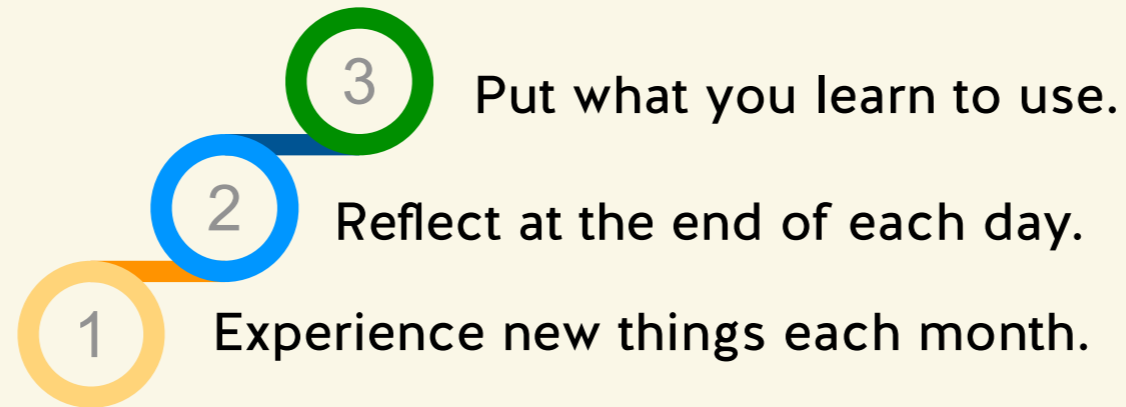 3 Put what you learn to use.
2 Reflect at the end of each day.
1 Experience new things each month.